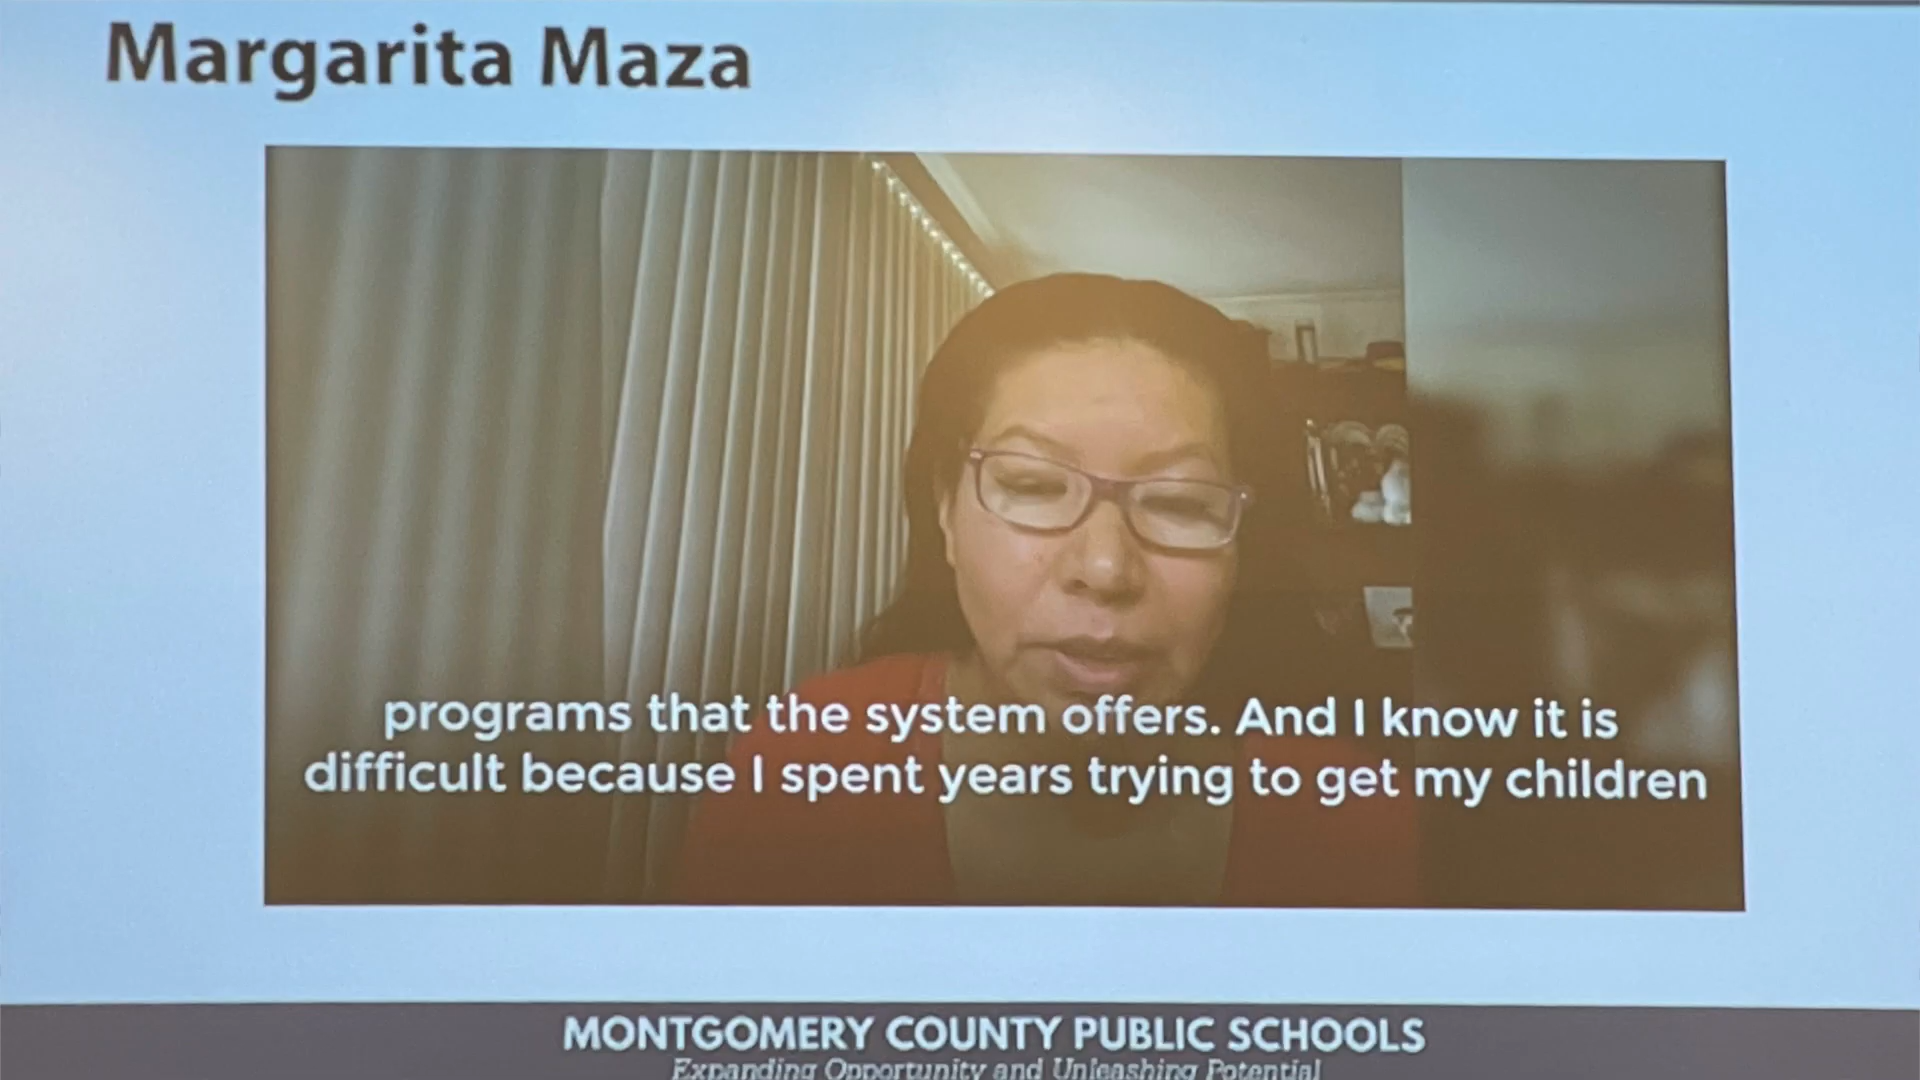 Margarita Maza
programs that the system offers. And I know it is
difficult because I spent years trying to get my children
MONTGOMERY COUNTY PUBLIC SCHOOLS
Expanding Opportunity and Unleashing Potential